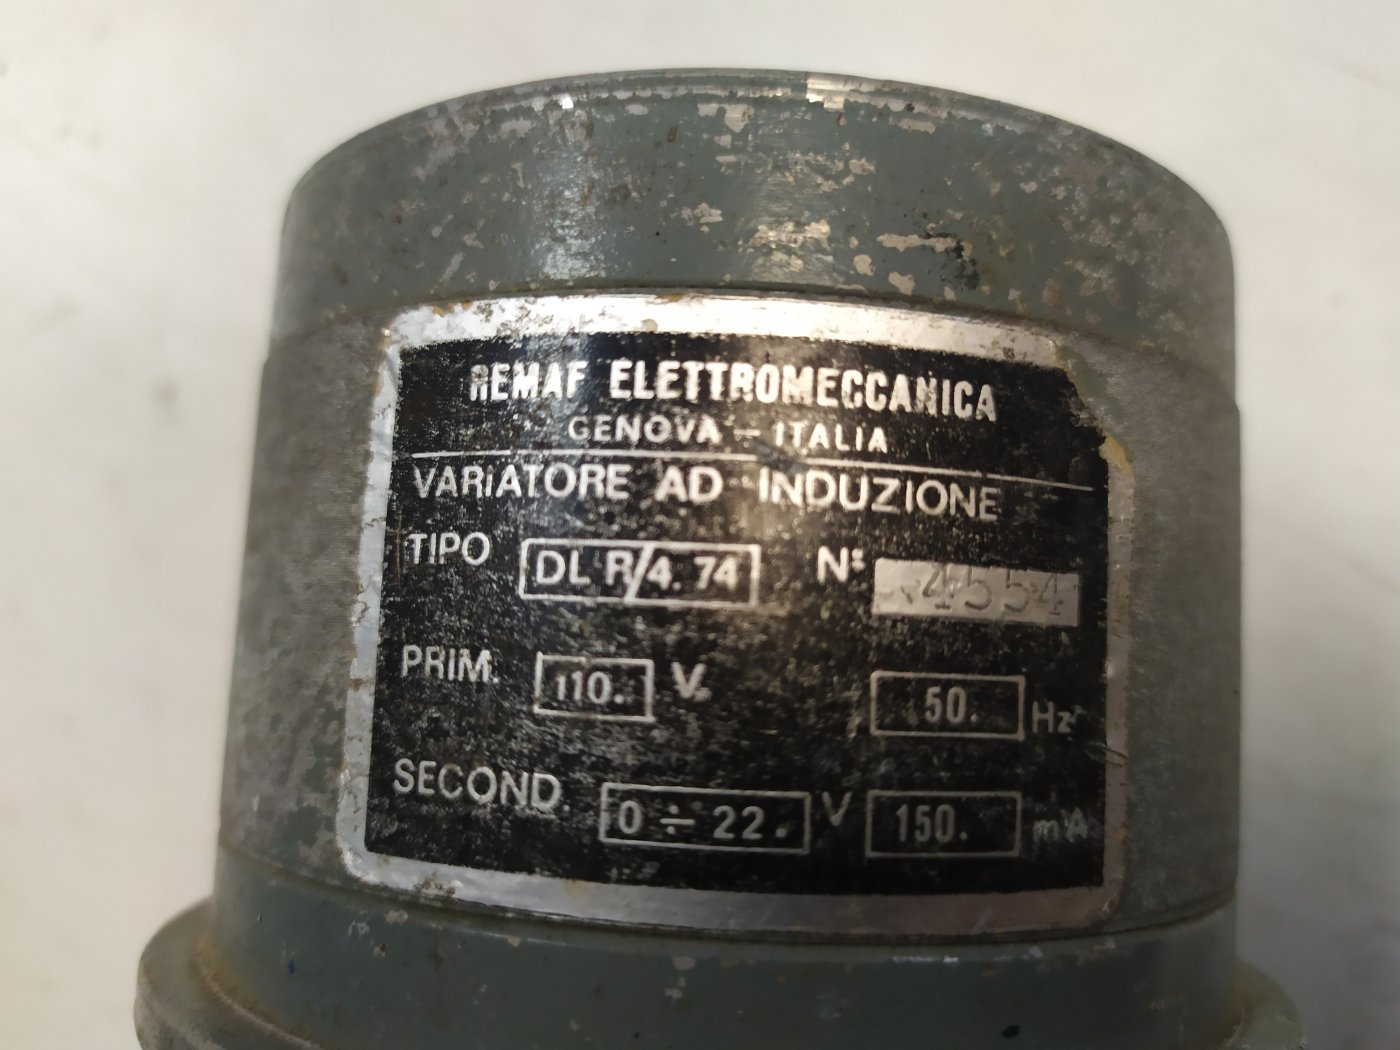 REMAF ELETTROMECCANICA
GENOVA - ITALIA
VARIATORE AD INDUZIONE
TIPO DL R/4. 74 Nº 4554
PRIM. 110. V. 50. Hz
SECOND. 0 ÷ 22. V 150. mA